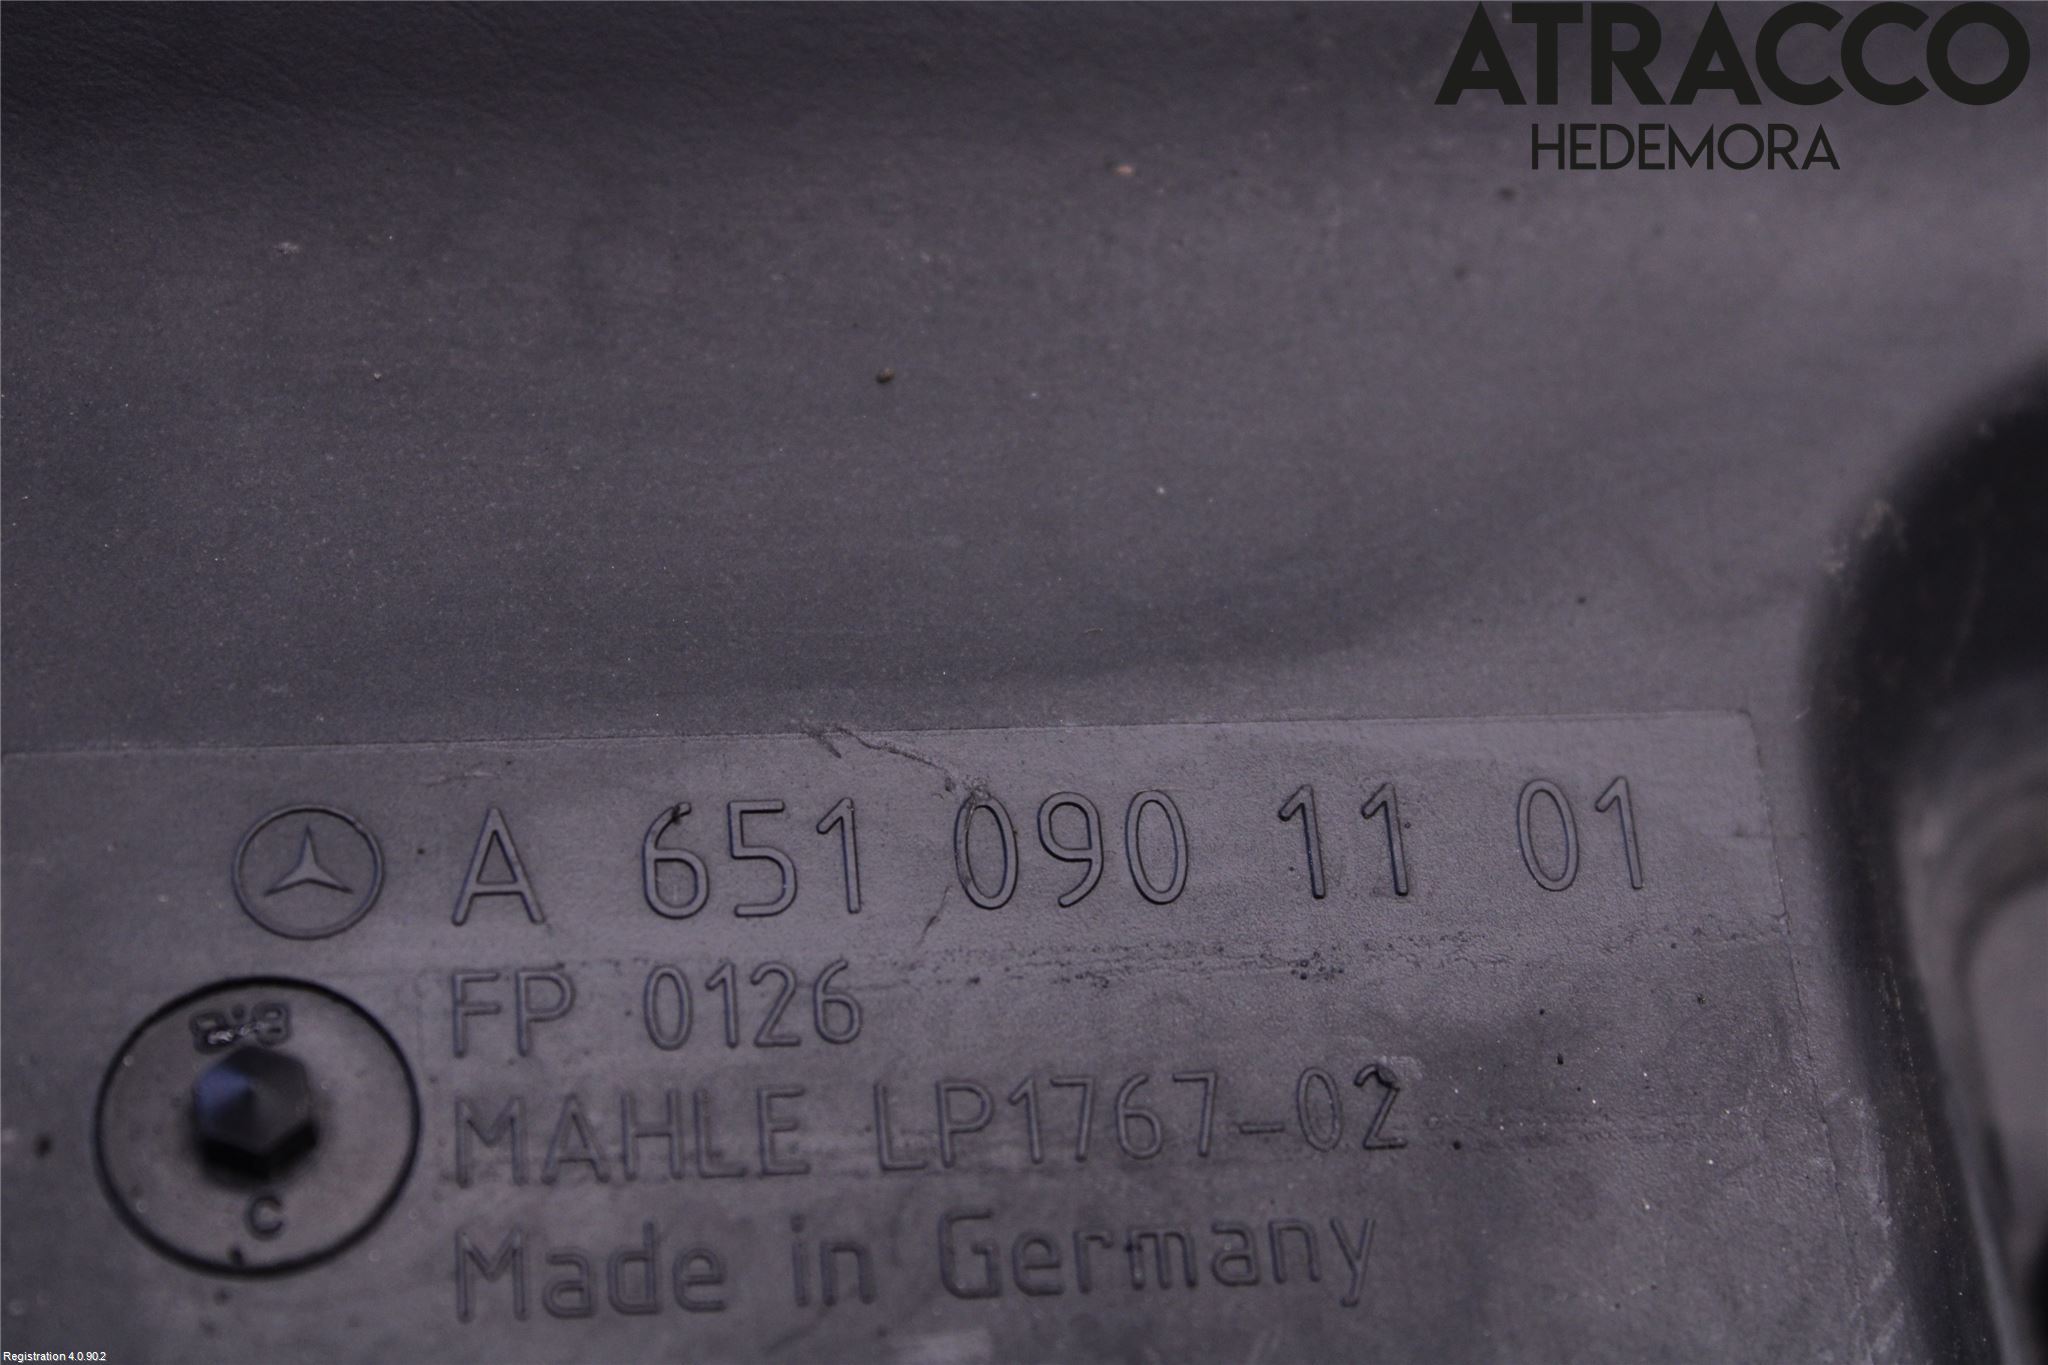 ATRACCO
HEDEMORA
A 651 090 11 01
FP 0126
C
MAHLE LP1767-02
Made in Germany
Registration 4.0.90.2